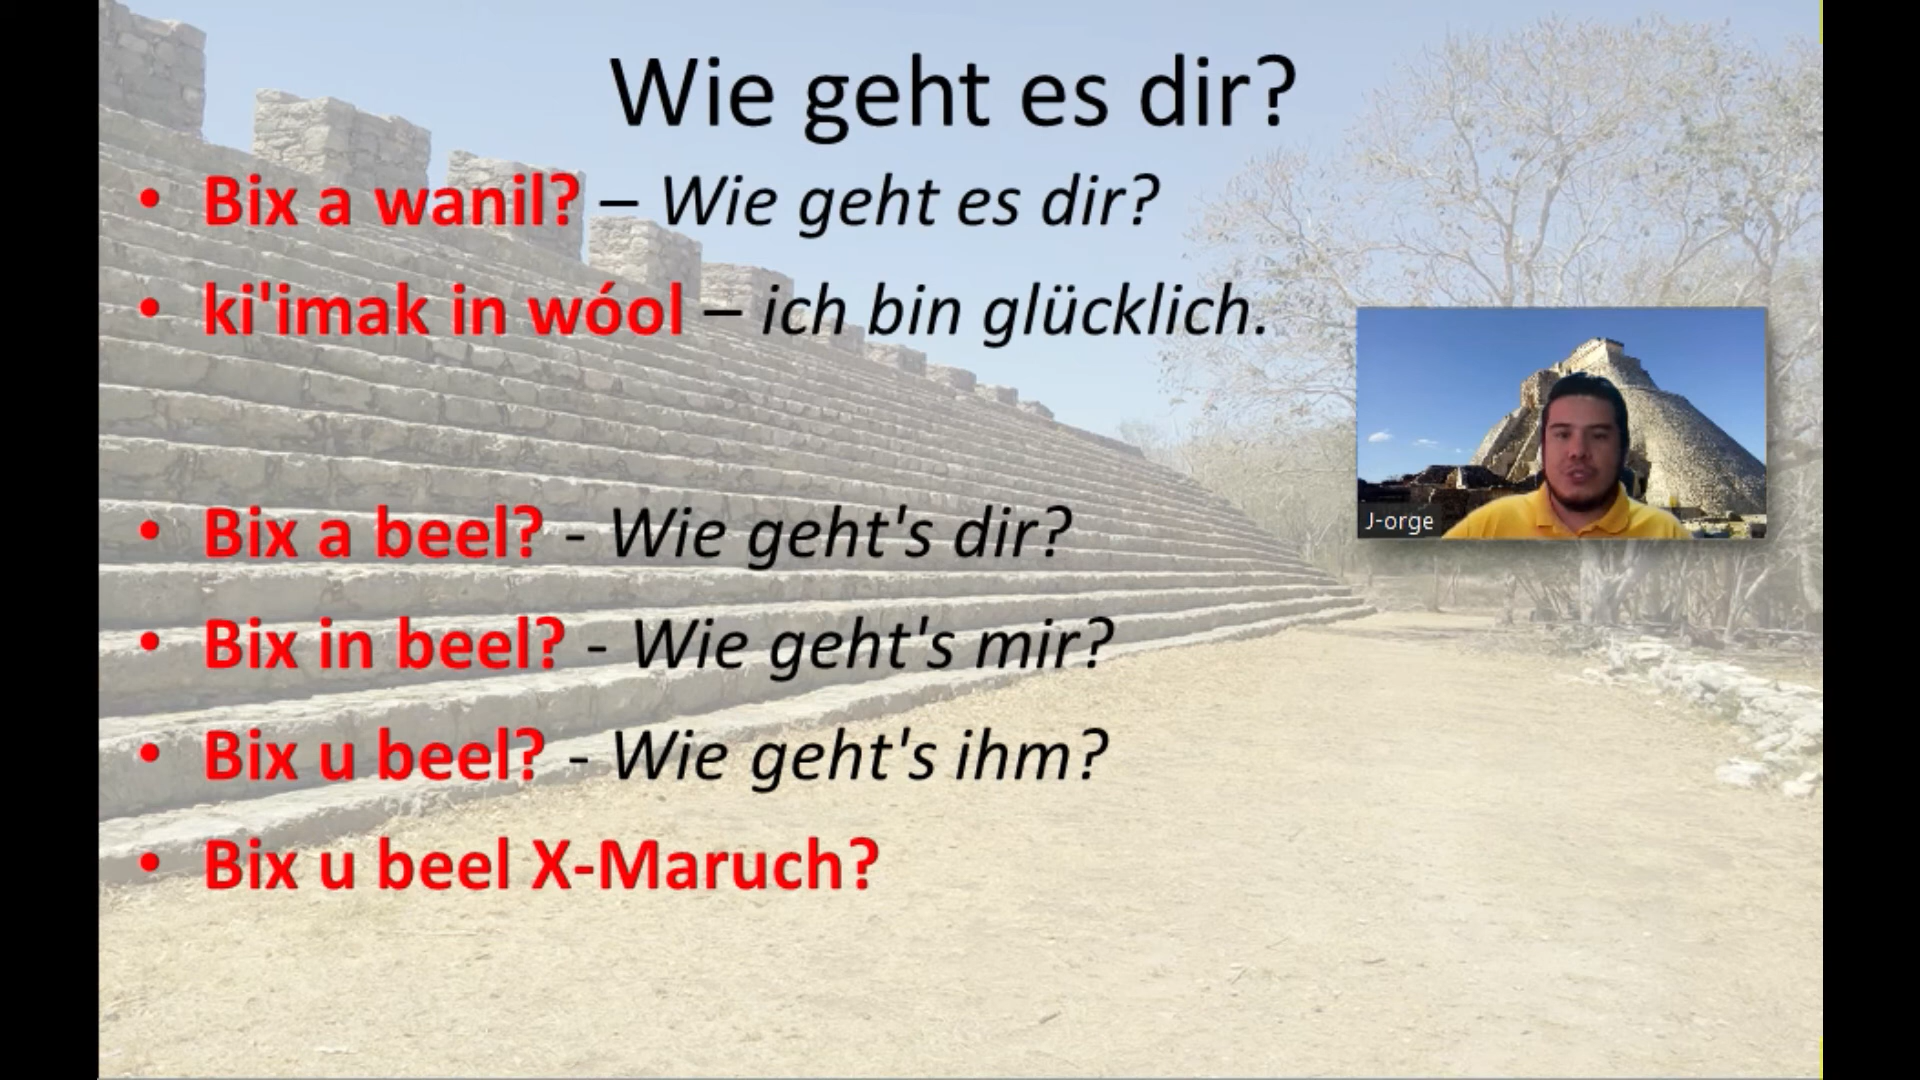 Wie geht es dir?
• Bix a wanil? – Wie geht es dir?
• ki'imak in wóol – ich bin glücklich.
• Bix a beel? - Wie geht's dir?
• Bix in beel? - Wie geht's mir?
• Bix u beel? - Wie geht's ihm?
• Bix u beel X-Maruch?
J-orge